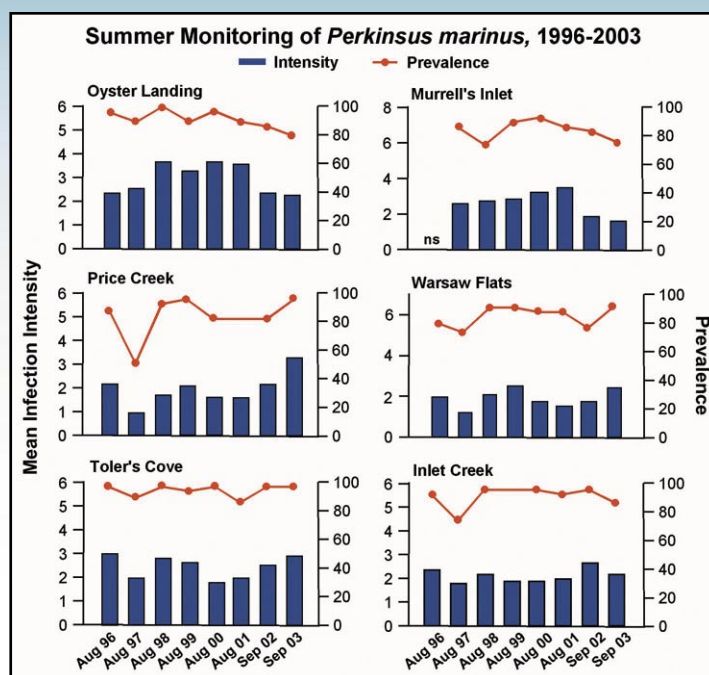 Summer Monitoring of Perkinsus marinus, 1996-2003
Intensity Prevalence
Oyster Landing
6
5
4
3
2
1
0
100
80
60
40
20
0
Murrell's Inlet
8
6
4
2
0
ns
100
80
60
40
20
0
Price Creek
6
5
4
3
2
1
0
100
80
60
40
20
0
Warsaw Flats
6
4
2
0
100
80
60
40
20
0
Toler's Cove
6
5
4
3
2
1
0
100
80
60
40
20
0
Inlet Creek
6
5
4
3
2
1
0
100
80
60
40
20
0
Mean Infection Intensity
Prevalence
Aug 96
Aug 97
Aug 98
Aug 99
Aug 00
Aug 01
Sep 02
Sep 03
Aug 96
Aug 97
Aug 98
Aug 99
Aug 00
Aug 01
Sep 02
Sep 03